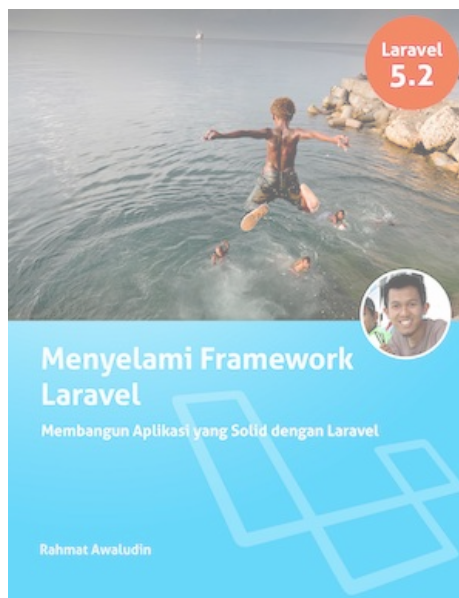 Laravel
5.2
Menyelami Framework
Laravel
Membangun Aplikasi yang Solid dengan Laravel
Rahmat Awaludin